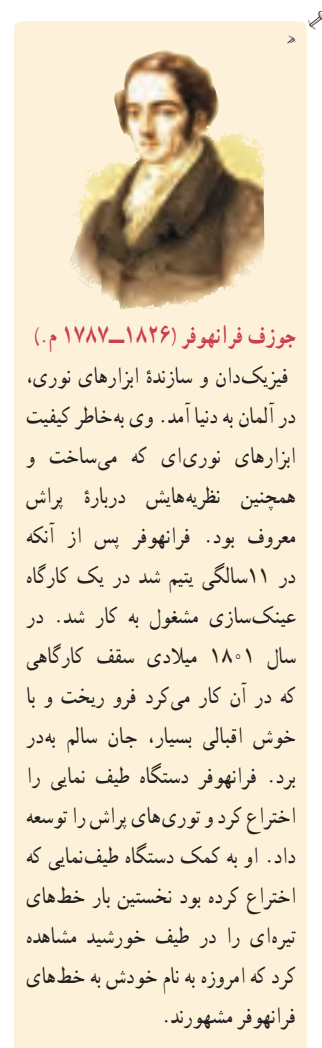 جوزف فرانهوفر (۱۸۲۶ــ۱۷۸۷ م.)
فیزیک‌دان و سازندۀ ابزارهای نوری،
در آلمان به دنیا آمد. وی به‌خاطر کیفیت
ابزارهای نوری‌ای که می‌ساخت و
همچنین نظریه‌هایش دربارۀ پراش
معروف بود. فرانهوفر پس از آنکه
در ۱۱سالگی یتیم شد در یک کارگاه
عینک‌سازی مشغول به کار شد. در
سال ۱۸۰۱ میلادی سقف کارگاهی
که در آن کار می‌کرد فرو ریخت و با
خوش اقبالی بسیار، جان سالم به‌در
برد. فرانهوفر دستگاه طیف نمایی را
اختراع کرد و توری‌های پراش را توسعه
داد. او به کمک دستگاه طیف‌نمایی که
اختراع کرده بود نخستین بار خط‌های
تیره‌ای را در طیف خورشید مشاهده
کرد که امروزه به نام خودش به خط‌های
فرانهوفر مشهورند.